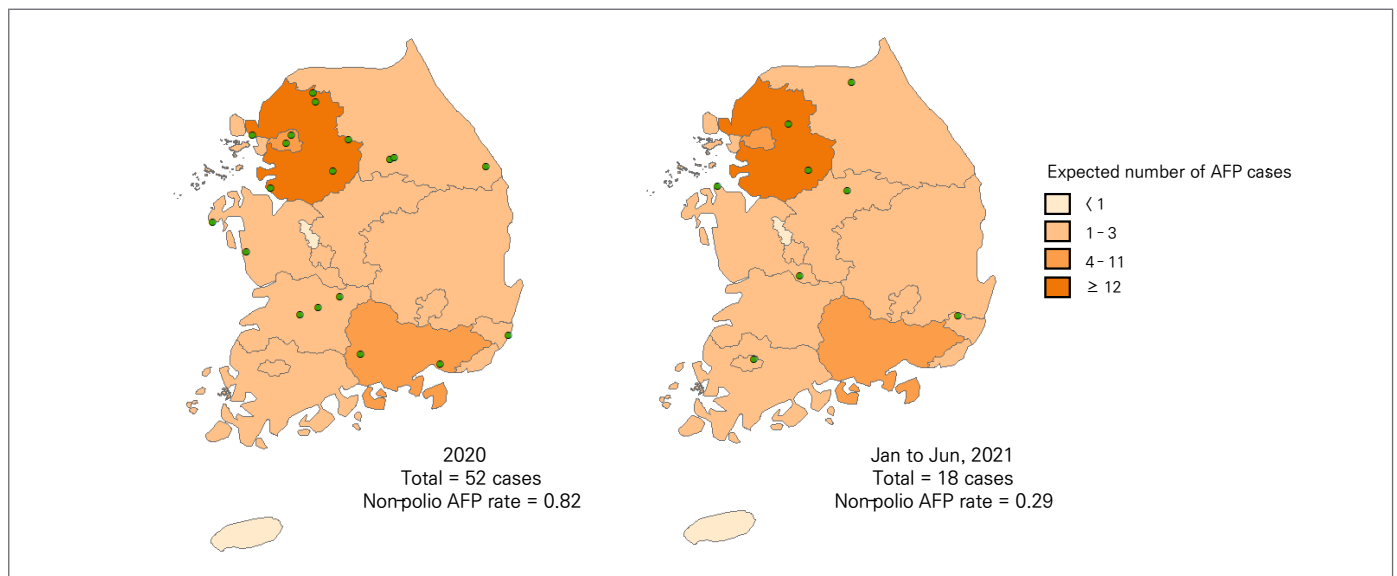 Expected number of AFP cases
〈 1
1 - 3
4 - 11
≥ 12
2020
Total = 52 cases
Non-polio AFP rate = 0.82
Jan to Jun, 2021
Total = 18 cases
Non-polio AFP rate = 0.29